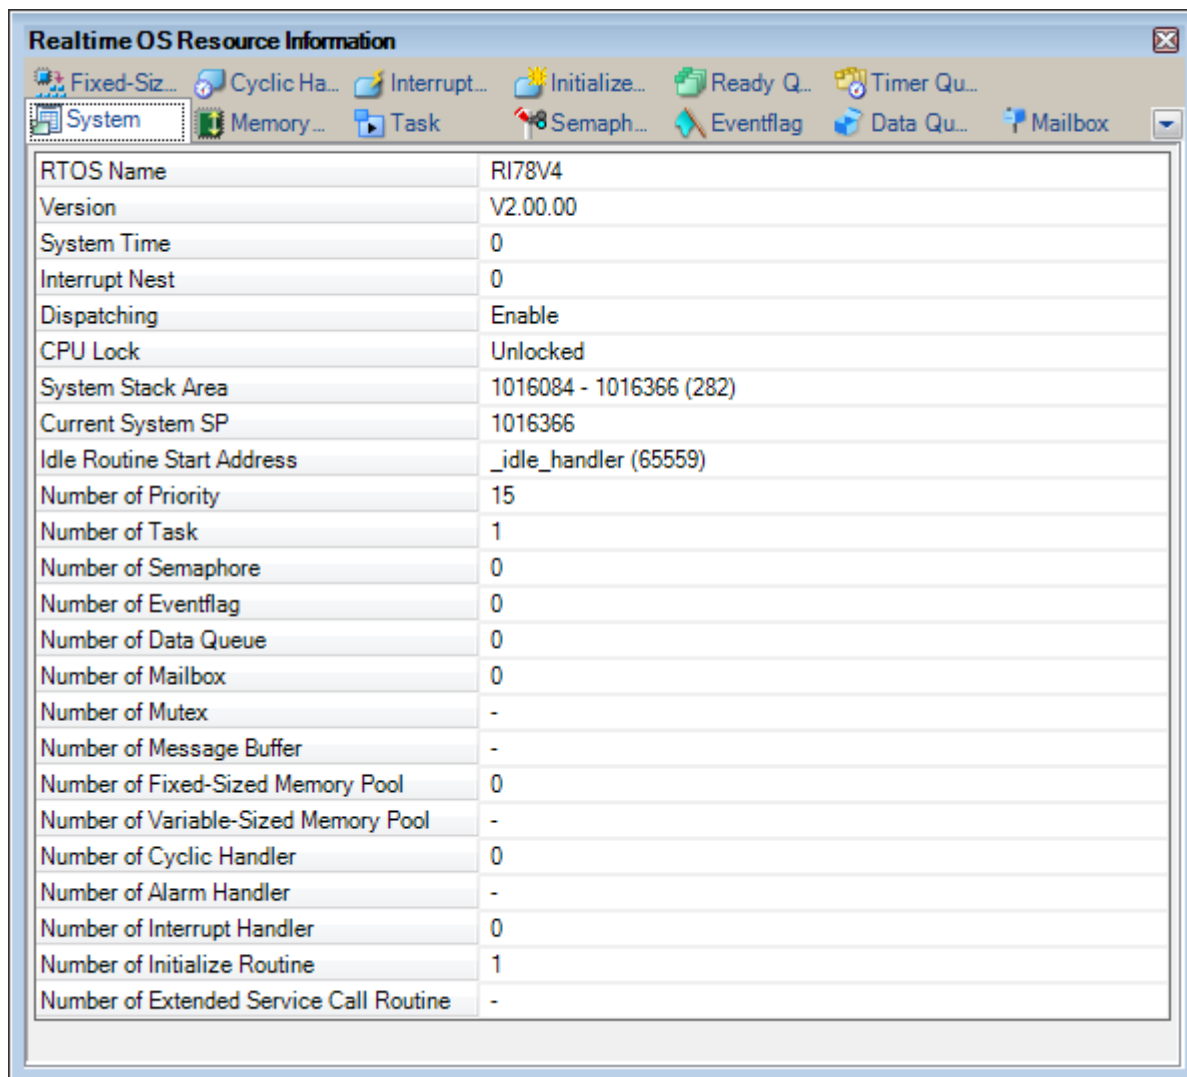 Realtime OS Resource Information
Fixed-Siz... Cyclic Ha... Interrupt... Initialize... Ready Q... Timer Qu...
System Memory... Task Semaph... Eventflag Data Qu... Mailbox
RTOS Name RI78V4
Version V2.00.00
System Time 0
Interrupt Nest 0
Dispatching Enable
CPU Lock Unlocked
System Stack Area 1016084 - 1016366 (282)
Current System SP 1016366
Idle Routine Start Address _idle_handler (65559)
Number of Priority 15
Number of Task 1
Number of Semaphore 0
Number of Eventflag 0
Number of Data Queue 0
Number of Mailbox 0
Number of Mutex -
Number of Message Buffer -
Number of Fixed-Sized Memory Pool 0
Number of Variable-Sized Memory Pool -
Number of Cyclic Handler 0
Number of Alarm Handler -
Number of Interrupt Handler 0
Number of Initialize Routine 1
Number of Extended Service Call Routine -